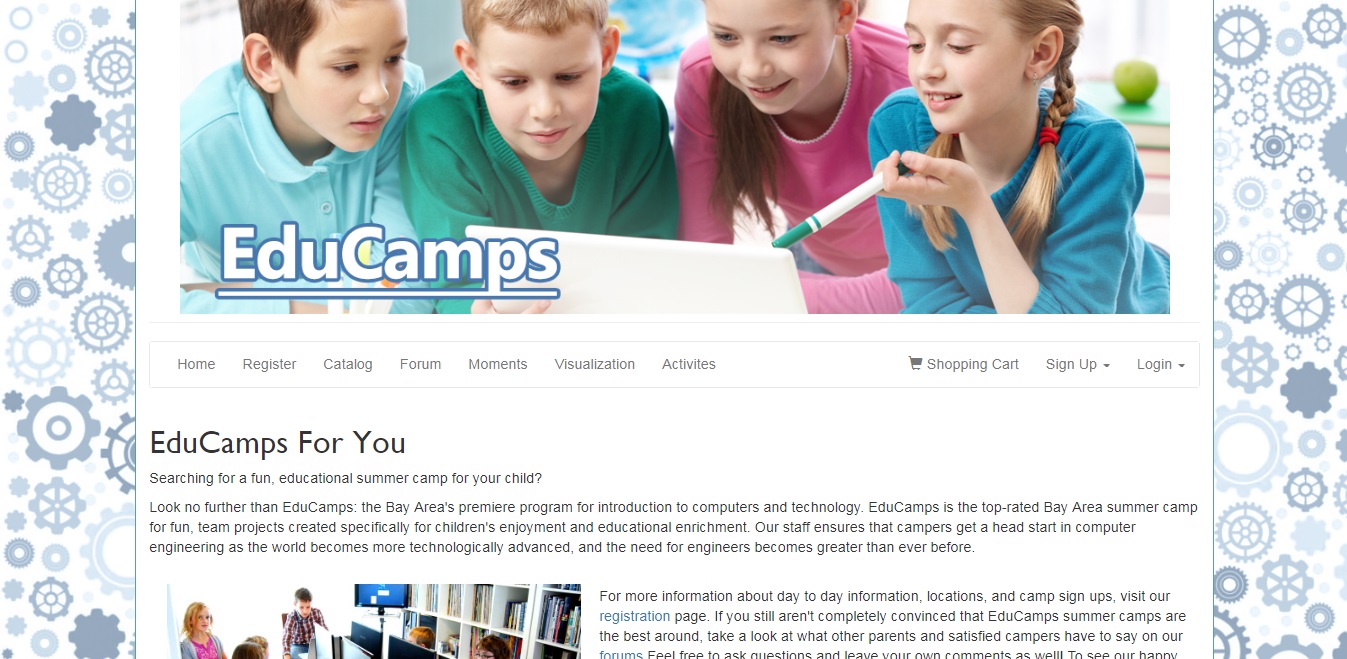 EduCamps
Home Register Catalog Forum Moments Visualization Activites Shopping Cart Sign Up Login
EduCamps For You
Searching for a fun, educational summer camp for your child?
Look no further than EduCamps: the Bay Area's premiere program for introduction to computers and technology. EduCamps is the top-rated Bay Area summer camp
for fun, team projects created specifically for children's enjoyment and educational enrichment. Our staff ensures that campers get a head start in computer
engineering as the world becomes more technologically advanced, and the need for engineers becomes greater than ever before.
For more information about day to day information, locations, and camp sign ups, visit our
registration page. If you still aren't completely convinced that EduCamps summer camps are
the best around, take a look at what other parents and satisfied campers have to say on our
forums.Feel free to ask questions and leave your own comments as well! To see our happy